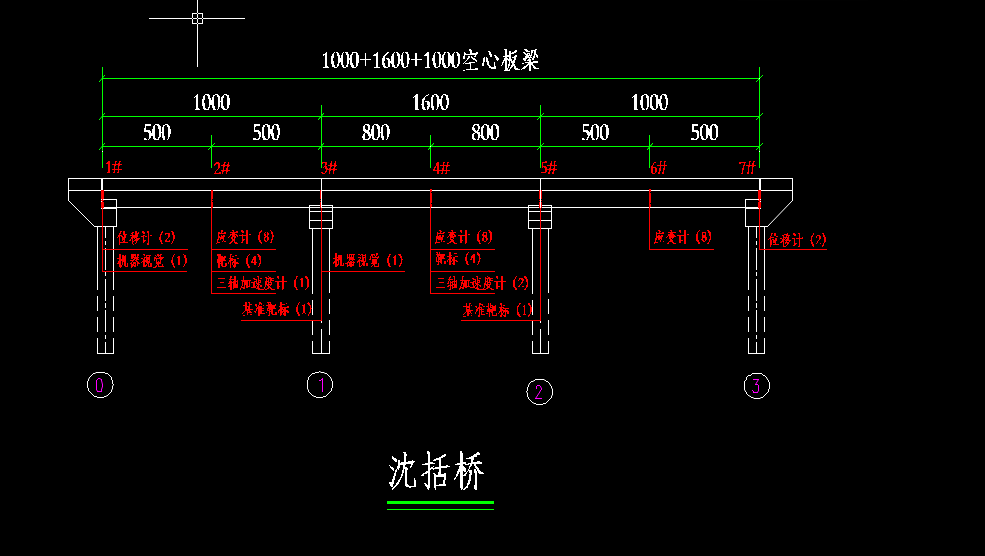 1000+1600+1000空心板梁
1000 1600 1000
500 500 800 800 500 500
1# 2# 3# 4# 5# 6# 7#
位移计（2） 应变计（8） 应变计（8） 应变计（8） 位移计（2）
机器视觉（1） 靶标（4） 机器视觉（1） 靶标（4）
三轴加速度计（1） 三轴加速度计（2）
基准靶标（1） 基准靶标（1）
0 1 2 3
沈括桥